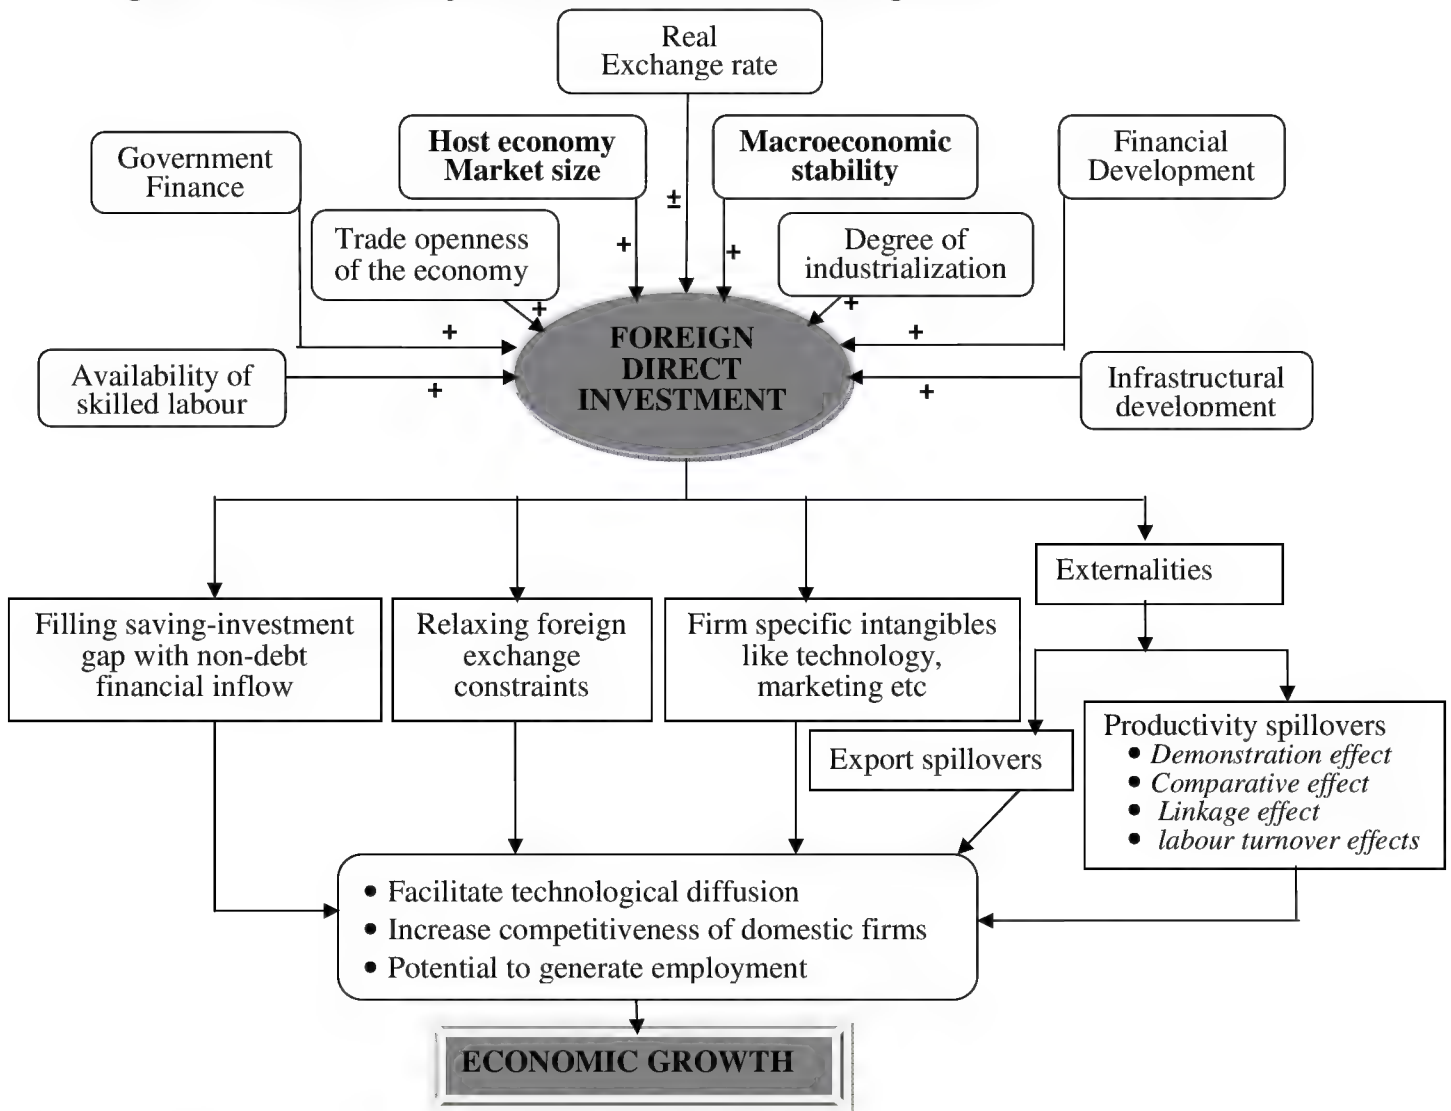 Real
Exchange rate
Host economy
Market size
Macroeconomic
stability
Government
Finance
Financial
Development
±
Trade openness
of the economy
+
+
Degree of
industrialization
+
+
+
+
FOREIGN
DIRECT
INVESTMENT
Availability of
skilled labour
+
+
Infrastructural
development
Externalities
Filling saving-investment
gap with non-debt
financial inflow
Relaxing foreign
exchange
constraints
Firm specific intangibles
like technology,
marketing etc
Export spillovers
Productivity spillovers
• Demonstration effect
• Comparative effect
• Linkage effect
• labour turnover effects
• Facilitate technological diffusion
• Increase competitiveness of domestic firms
• Potential to generate employment
ECONOMIC GROWTH